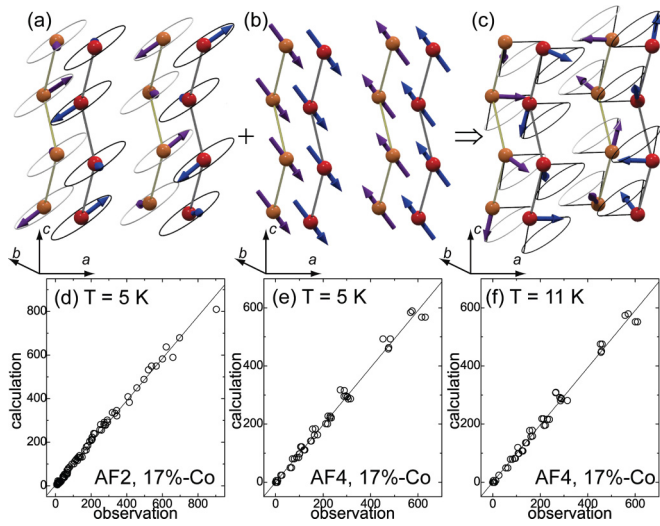 (a) (b) (c)
+ ⇒
c c c
b a b a b a
(d) T = 5 K (e) T = 5 K (f) T = 11 K
800
600 600 600
calculation calculation calculation
400 400 400
200 200 200
AF2, 17%-Co AF4, 17%-Co AF4, 17%-Co
0 0 0
0 200 400 600 800 0 200 400 600 0 200 400 600
observation observation observation